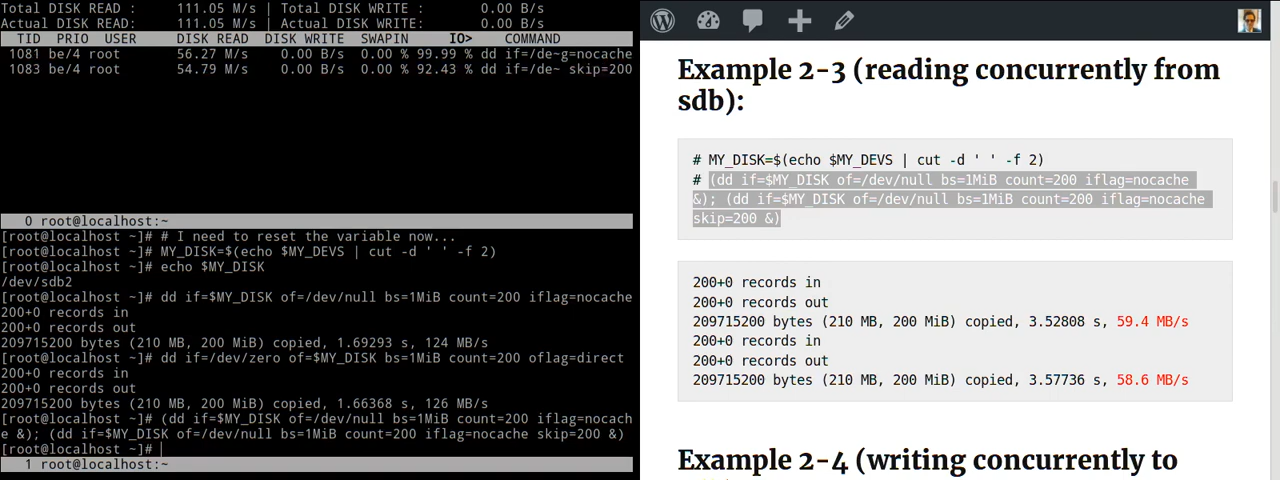 Total DISK READ :     111.05 M/s | Total DISK WRITE :       0.00 B/s
Actual DISK READ:     111.05 M/s | Actual DISK WRITE:       0.00 B/s
TID  PRIO  USER     DISK READ  DISK WRITE  SWAPIN     IO>    COMMAND
1081 be/4 root       56.27 M/s    0.00 B/s  0.00 % 99.99 % dd if=/de~g=nocache
1083 be/4 root       54.79 M/s    0.00 B/s  0.00 % 92.43 % dd if=/de~ skip=200
0 root@localhost:~
[root@localhost ~]# # I need to reset the variable now...
[root@localhost ~]# MY_DISK=$(echo $MY_DEVS | cut -d ' ' -f 2)
[root@localhost ~]# echo $MY_DISK
/dev/sdb2
[root@localhost ~]# dd if=$MY_DISK of=/dev/null bs=1MiB count=200 iflag=nocache
200+0 records in
200+0 records out
209715200 bytes (210 MB, 200 MiB) copied, 1.69293 s, 124 MB/s
[root@localhost ~]# dd if=/dev/zero of=$MY_DISK bs=1MiB count=200 oflag=direct
200+0 records in
200+0 records out
209715200 bytes (210 MB, 200 MiB) copied, 1.66368 s, 126 MB/s
[root@localhost ~]# (dd if=$MY_DISK of=/dev/null bs=1MiB count=200 iflag=nocach
e &); (dd if=$MY_DISK of=/dev/null bs=1MiB count=200 iflag=nocache skip=200 &)
[root@localhost ~]#
1 root@localhost:~
Example 2-3 (reading concurrently from
sdb):
# MY_DISK=$(echo $MY_DEVS | cut -d ' ' -f 2)
# (dd if=$MY_DISK of=/dev/null bs=1MiB count=200 iflag=nocache
&); (dd if=$MY_DISK of=/dev/null bs=1MiB count=200 iflag=nocache
skip=200 &)
200+0 records in
200+0 records out
209715200 bytes (210 MB, 200 MiB) copied, 3.52808 s, 59.4 MB/s
200+0 records in
200+0 records out
209715200 bytes (210 MB, 200 MiB) copied, 3.57736 s, 58.6 MB/s
Example 2-4 (writing concurrently to